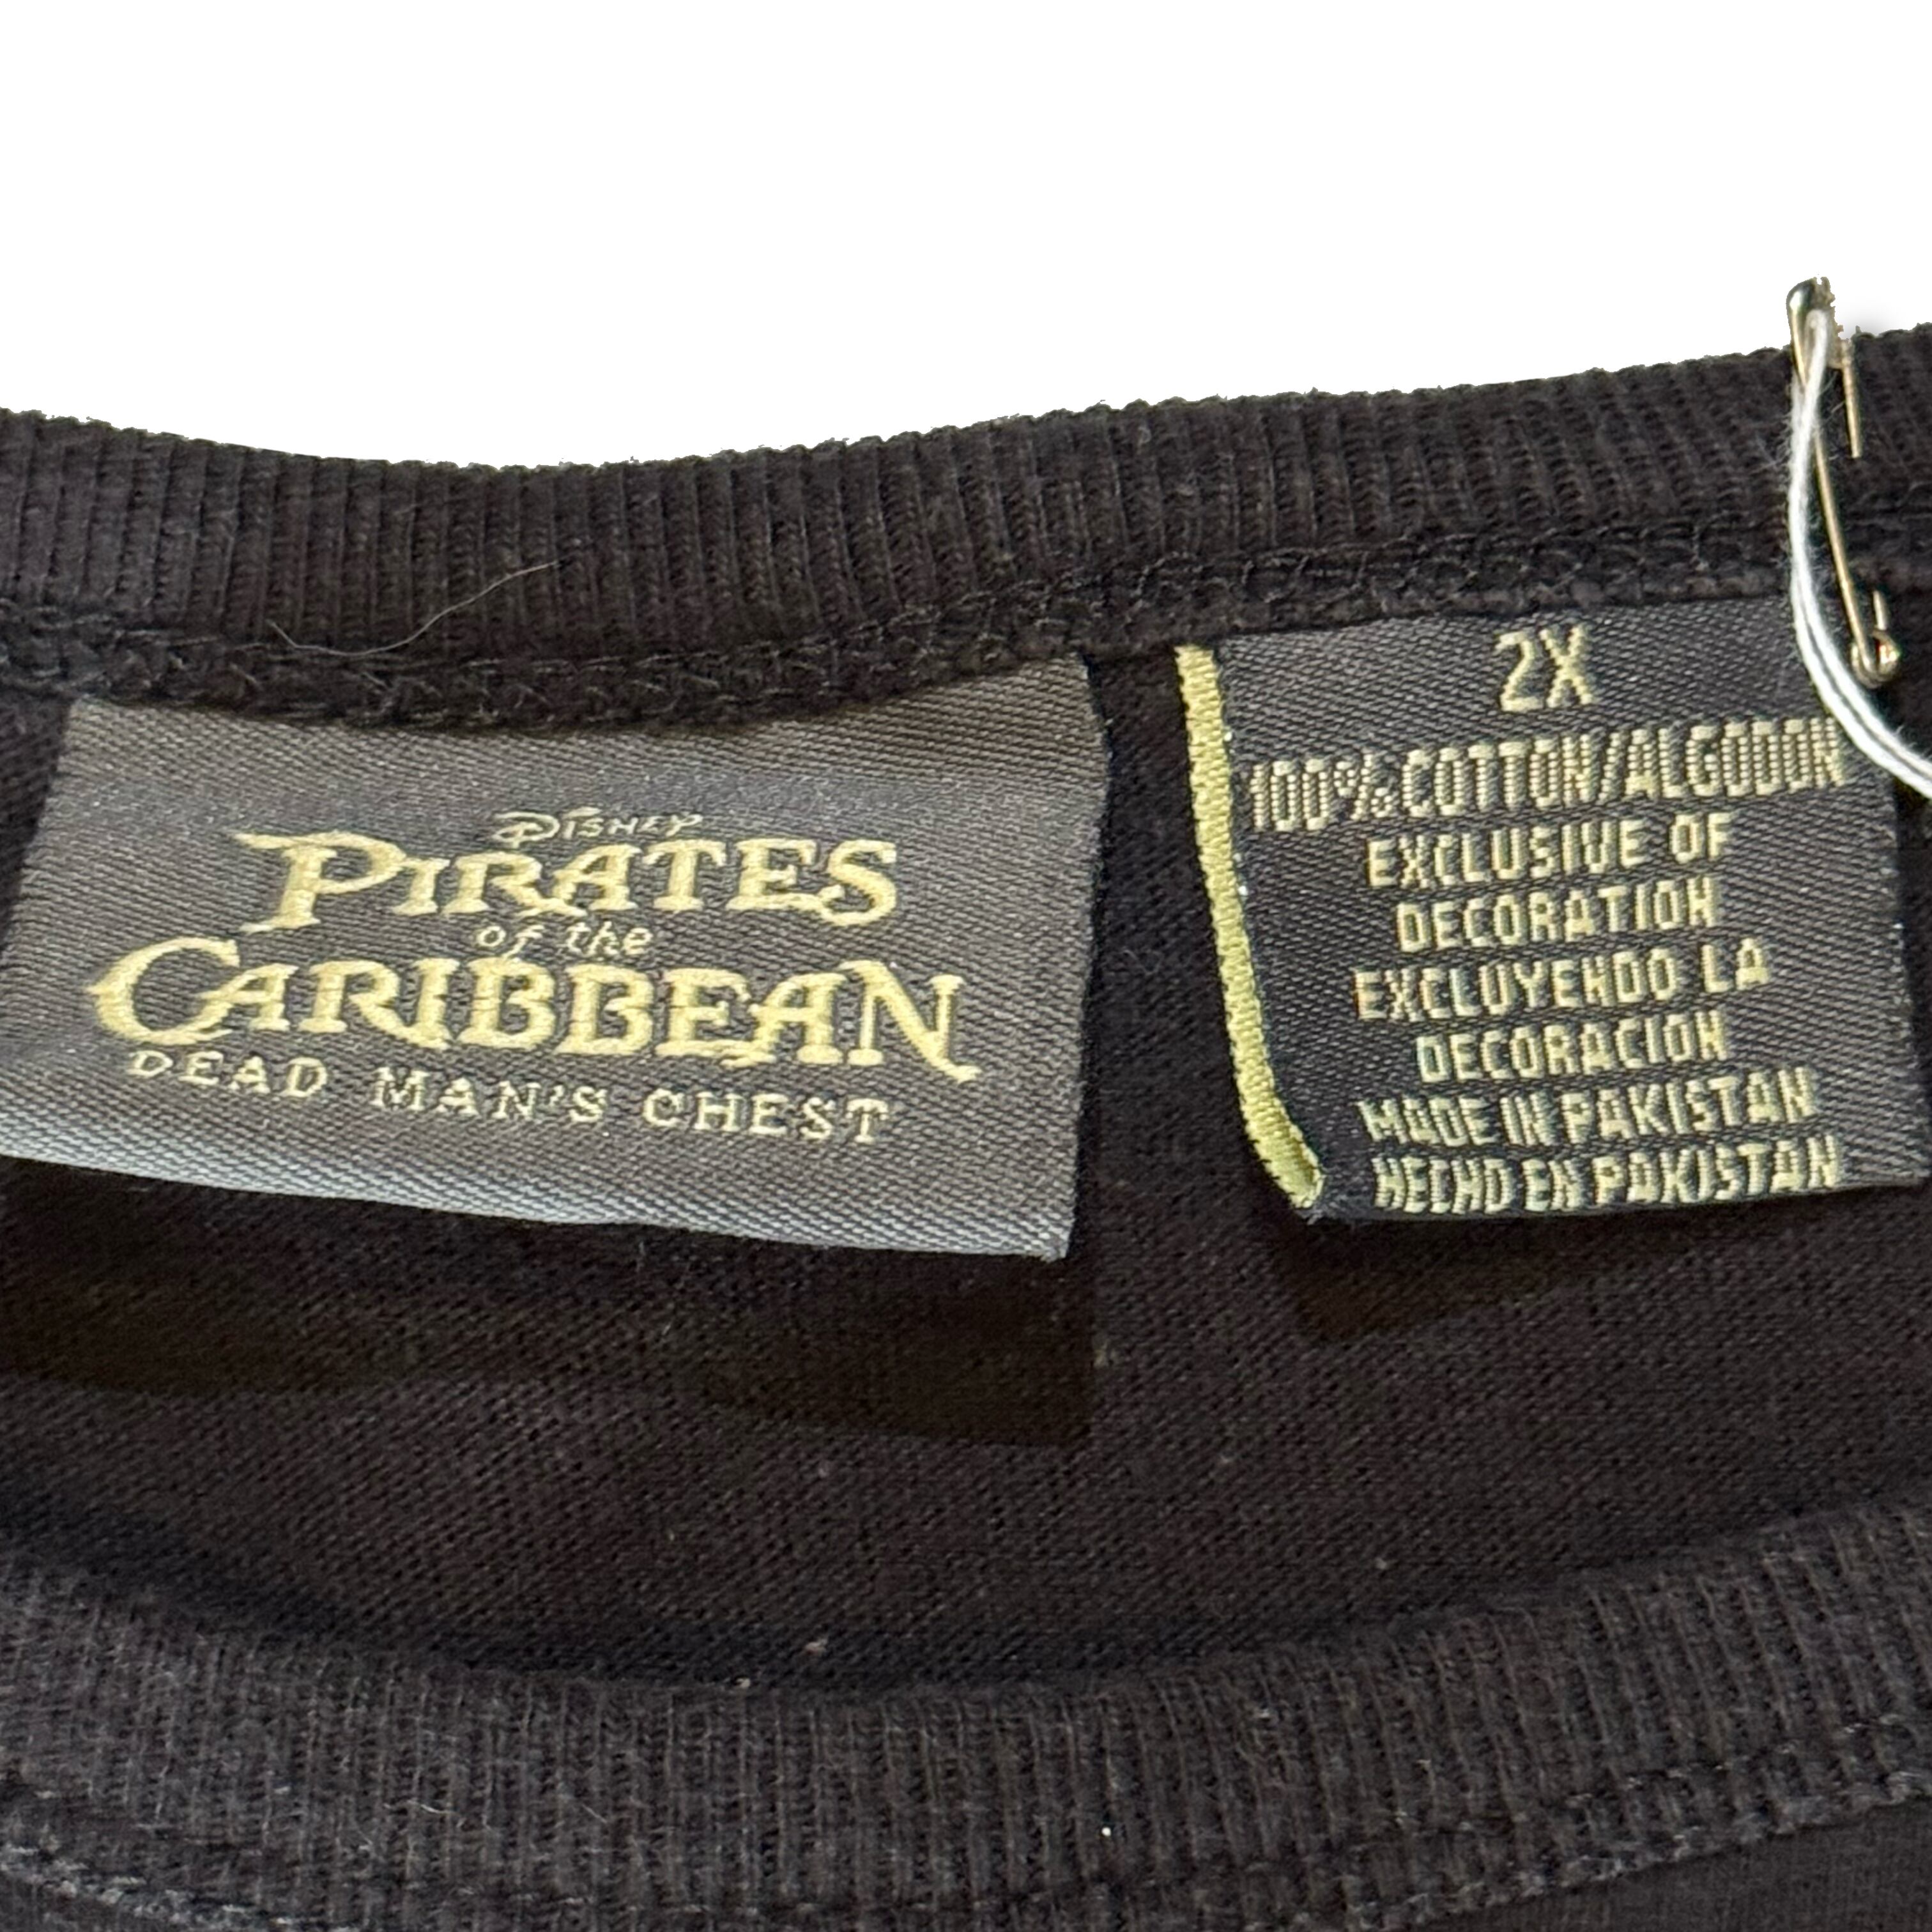 DISNEY
PIRATES
of the
CARIBBEAN
DEAD MAN'S CHEST
2X
100% COTTON/ALGODON
EXCLUSIVE OF
DECORATION
EXCLUYENDO LA
DECORACION
MADE IN PAKISTAN
HECHO EN PAKISTAN